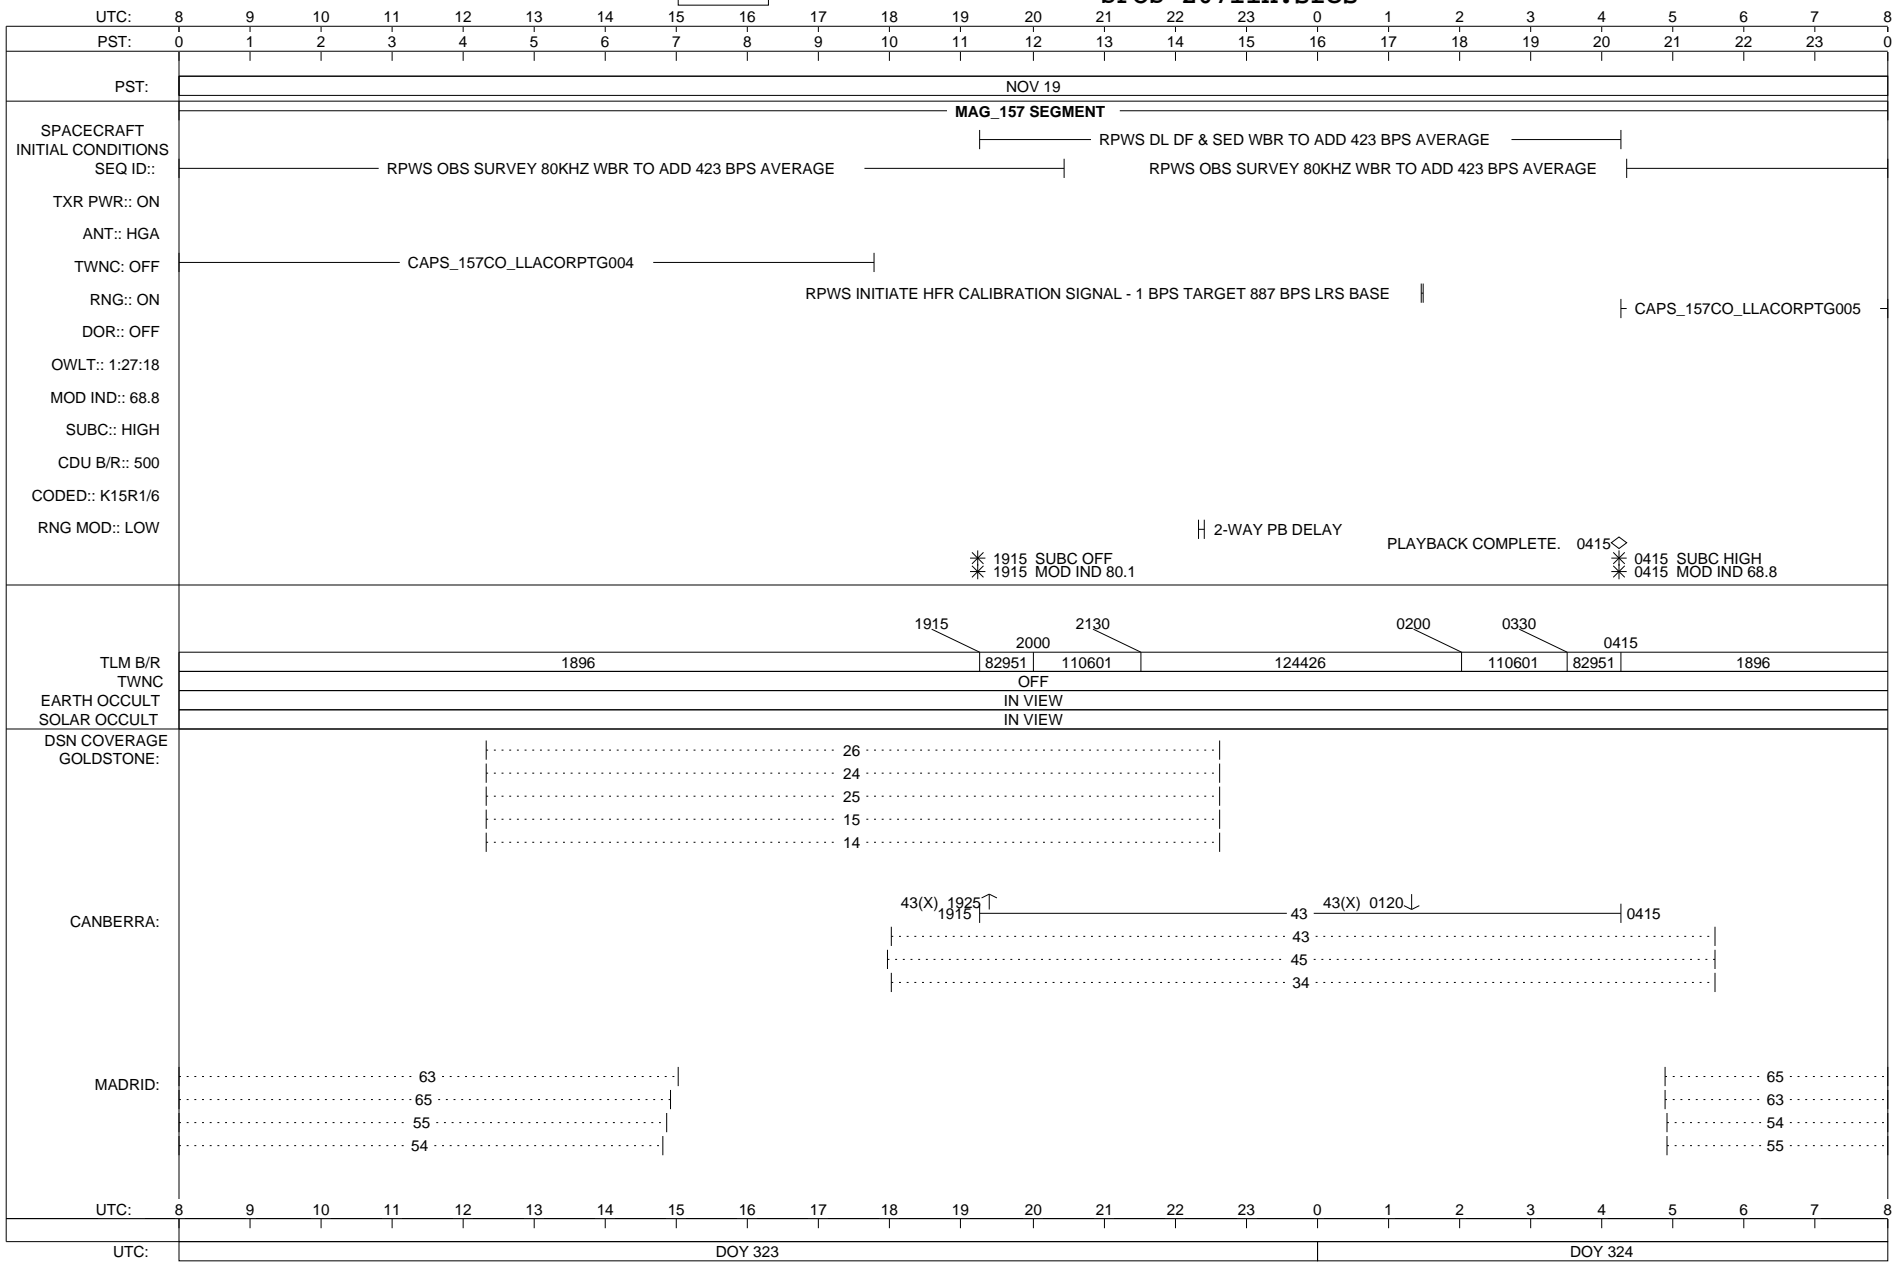 UTC: 8 9 10 11 12 13 14 15 16 17 18 19 20 21 22 23 0 1 2 3 4 5 6 7 8
PST: 0 1 2 3 4 5 6 7 8 9 10 11 12 13 14 15 16 17 18 19 20 21 22 23 0
PST: NOV 19
MAG_157 SEGMENT
SPACECRAFT
INITIAL CONDITIONS
RPWS DL DF & SED WBR TO ADD 423 BPS AVERAGE
SEQ ID:: RPWS OBS SURVEY 80KHZ WBR TO ADD 423 BPS AVERAGE RPWS OBS SURVEY 80KHZ WBR TO ADD 423 BPS AVERAGE
TXR PWR:: ON
ANT:: HGA
TWNC: OFF CAPS_157CO_LLACORPTG004
RNG:: ON RPWS INITIATE HFR CALIBRATION SIGNAL - 1 BPS TARGET 887 BPS LRS BASE
CAPS_157CO_LLACORPTG005
DOR:: OFF
OWLT:: 1:27:18
MOD IND:: 68.8
SUBC:: HIGH
CDU B/R:: 500
CODED:: K15R1/6
RNG MOD:: LOW 2-WAY PB DELAY
PLAYBACK COMPLETE. 0415
1915 SUBC OFF 0415 SUBC HIGH
1915 MOD IND 80.1 0415 MOD IND 68.8
1915 2130 0200 0330
2000 0415
TLM B/R 1896 82951 110601 124426 110601 82951 1896
TWNC OFF
EARTH OCCULT IN VIEW
SOLAR OCCULT IN VIEW
DSN COVERAGE
GOLDSTONE: 26
24
25
15
14
43(X) 1925 43(X) 0120
CANBERRA: 1915 43 0415
43
45
34
MADRID: 63 65
65 63
55 54
54 55
UTC: 8 9 10 11 12 13 14 15 16 17 18 19 20 21 22 23 0 1 2 3 4 5 6 7 8
UTC: DOY 323 DOY 324